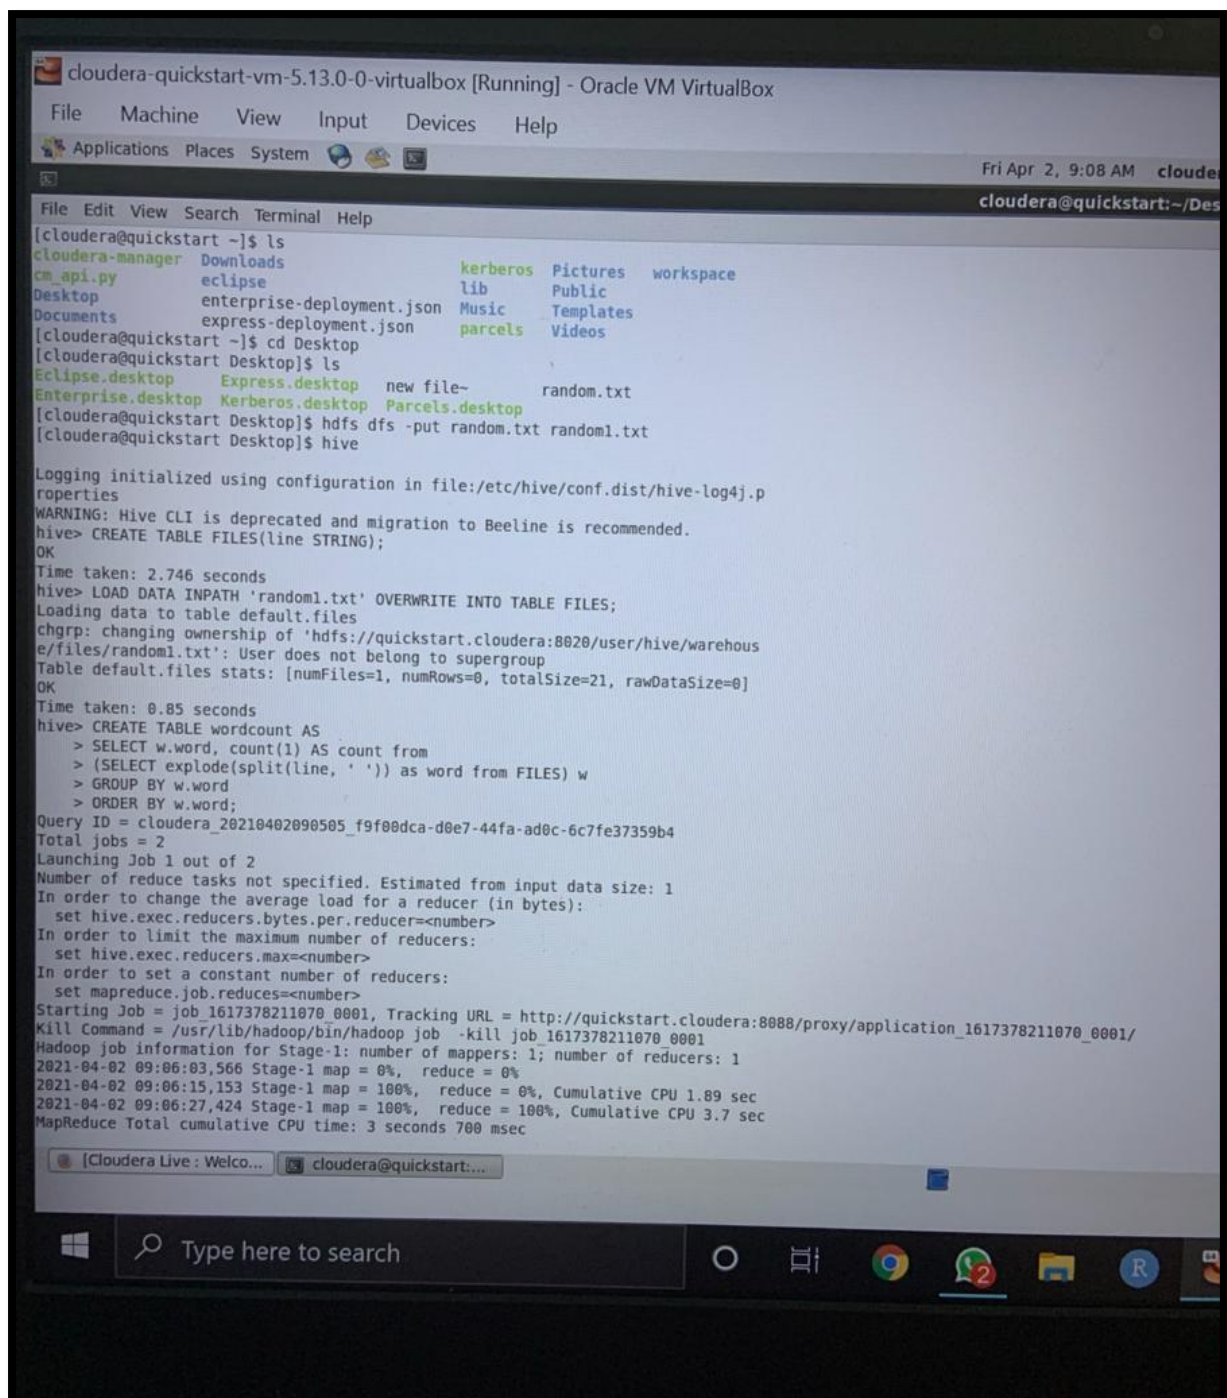 cloudera-quickstart-vm-5.13.0-0-virtualbox [Running] - Oracle VM VirtualBox
File Machine View Input Devices Help
Applications Places System
Fri Apr 2, 9:08 AM cloude
cloudera@quickstart:~/Des
File Edit View Search Terminal Help
[cloudera@quickstart ~]$ ls
cloudera-manager Downloads kerberos Pictures workspace
cm_api.py eclipse lib Public
Desktop enterprise-deployment.json Music Templates
Documents express-deployment.json parcels Videos
[cloudera@quickstart ~]$ cd Desktop
[cloudera@quickstart Desktop]$ ls
Eclipse.desktop Express.desktop new file~ random.txt
Enterprise.desktop Kerberos.desktop Parcels.desktop
[cloudera@quickstart Desktop]$ hdfs dfs -put random.txt random1.txt
[cloudera@quickstart Desktop]$ hive
Logging initialized using configuration in file:/etc/hive/conf.dist/hive-log4j.p
roperties
WARNING: Hive CLI is deprecated and migration to Beeline is recommended.
hive> CREATE TABLE FILES(line STRING);
OK
Time taken: 2.746 seconds
hive> LOAD DATA INPATH 'random1.txt' OVERWRITE INTO TABLE FILES;
Loading data to table default.files
chgrp: changing ownership of 'hdfs://quickstart.cloudera:8020/user/hive/warehous
e/files/random1.txt': User does not belong to supergroup
Table default.files stats: [numFiles=1, numRows=0, totalSize=21, rawDataSize=0]
OK
Time taken: 0.85 seconds
hive> CREATE TABLE wordcount AS
> SELECT w.word, count(1) AS count from
> (SELECT explode(split(line, ' ')) as word from FILES) w
> GROUP BY w.word
> ORDER BY w.word;
Query ID = cloudera_20210402090505_f9f00dca-d0e7-44fa-ad0c-6c7fe37359b4
Total jobs = 2
Launching Job 1 out of 2
Number of reduce tasks not specified. Estimated from input data size: 1
In order to change the average load for a reducer (in bytes):
set hive.exec.reducers.bytes.per.reducer=<number>
In order to limit the maximum number of reducers:
set hive.exec.reducers.max=<number>
In order to set a constant number of reducers:
set mapreduce.job.reduces=<number>
Starting Job = job_1617378211070_0001, Tracking URL = http://quickstart.cloudera:8088/proxy/application_1617378211070_0001/
Kill Command = /usr/lib/hadoop/bin/hadoop job -kill job_1617378211070_0001
Hadoop job information for Stage-1: number of mappers: 1; number of reducers: 1
2021-04-02 09:06:03,566 Stage-1 map = 0%, reduce = 0%
2021-04-02 09:06:15,153 Stage-1 map = 100%, reduce = 0%, Cumulative CPU 1.89 sec
2021-04-02 09:06:27,424 Stage-1 map = 100%, reduce = 100%, Cumulative CPU 3.7 sec
MapReduce Total cumulative CPU time: 3 seconds 700 msec
[Cloudera Live : Welco... cloudera@quickstart:...
Type here to search
2
R
64